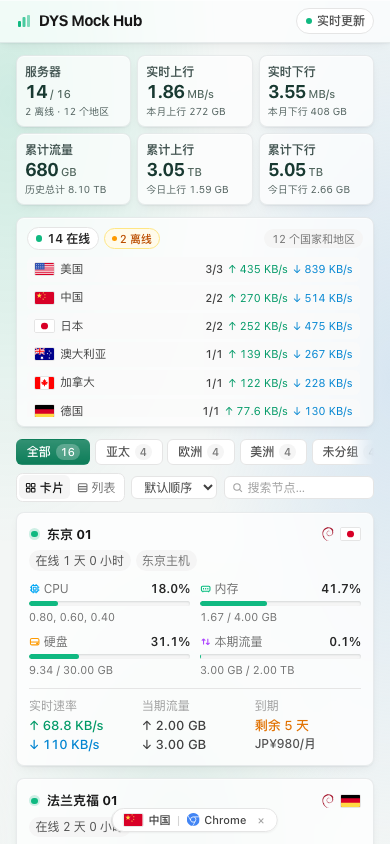 DYS Mock Hub
实时更新
服务器 实时上行 实时下行
14 / 16 1.86 MB/s 3.55 MB/s
2 离线 · 12 个地区 本月上行 272 GB 本月下行 408 GB
累计流量 累计上行 累计下行
680 GB 3.05 TB 5.05 TB
历史总计 8.10 TB 今日上行 1.59 GB 今日下行 2.66 GB
14 在线 2 离线 12 个国家和地区
美国 3/3 ↑ 435 KB/s ↓ 839 KB/s
中国 2/2 ↑ 270 KB/s ↓ 514 KB/s
日本 2/2 ↑ 252 KB/s ↓ 475 KB/s
澳大利亚 1/1 ↑ 139 KB/s ↓ 267 KB/s
加拿大 1/1 ↑ 122 KB/s ↓ 228 KB/s
德国 1/1 ↑ 77.6 KB/s ↓ 130 KB/s
全部 16 亚太 4 欧洲 4 美洲 4 未分组
卡片 列表 默认顺序 搜索节点...
东京 01
在线 1 天 0 小时 东京主机
CPU 18.0% 内存 41.7%
0.80, 0.60, 0.40 1.67 / 4.00 GB
硬盘 31.1% 本期流量 0.1%
9.34 / 30.00 GB 3.00 GB / 2.00 TB
实时速率 当期流量 到期
↑ 68.8 KB/s ↑ 2.00 GB 剩余 5 天
↓ 110 KB/s ↓ 3.00 GB JP¥980/月
法兰克福 01
在线 2 天 0 小
中国 | Chrome ×